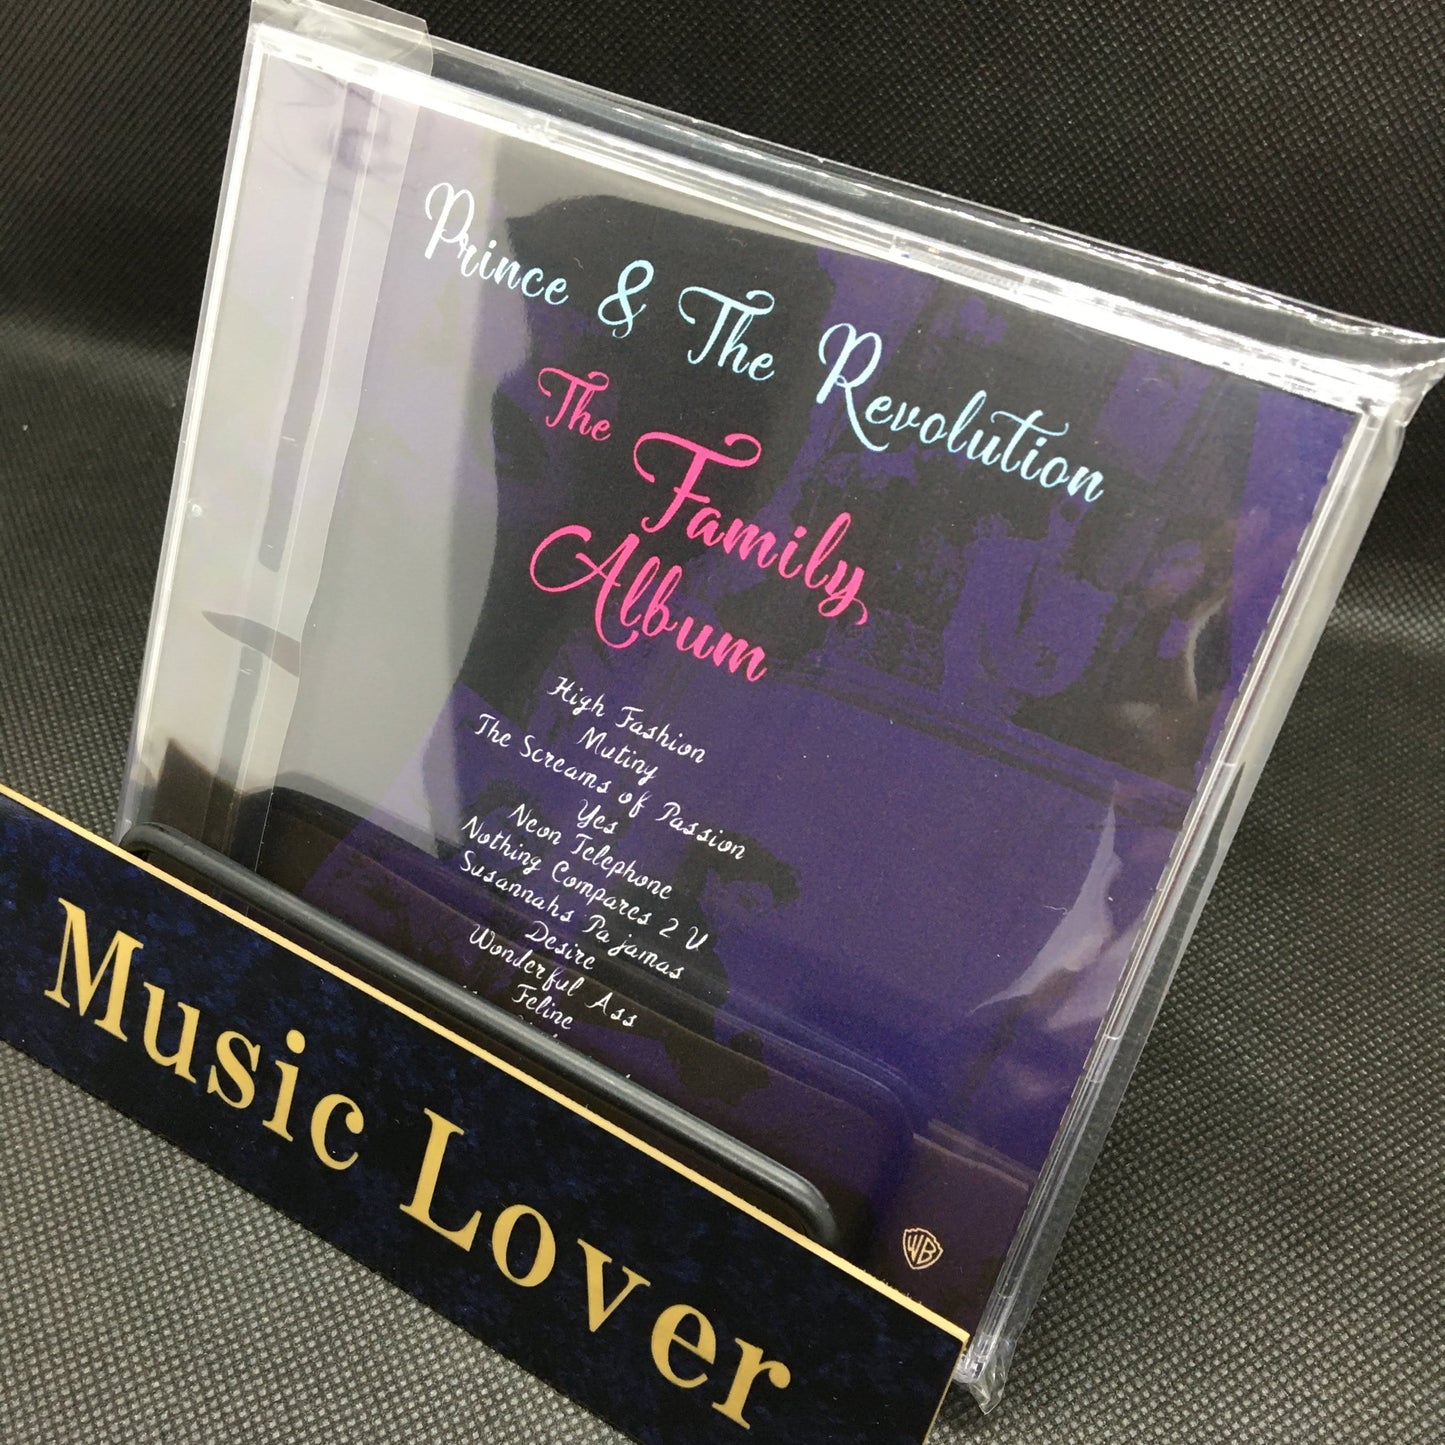 Prince & The Revolution
The Family
Album
High Fashion
Mutiny
The Screams of Passion
Yes
Neon Telephone
Nothing Compares 2 U
Susannahs Pajamas
Desire
Wonderful Ass
Feline
WB
Music Lover